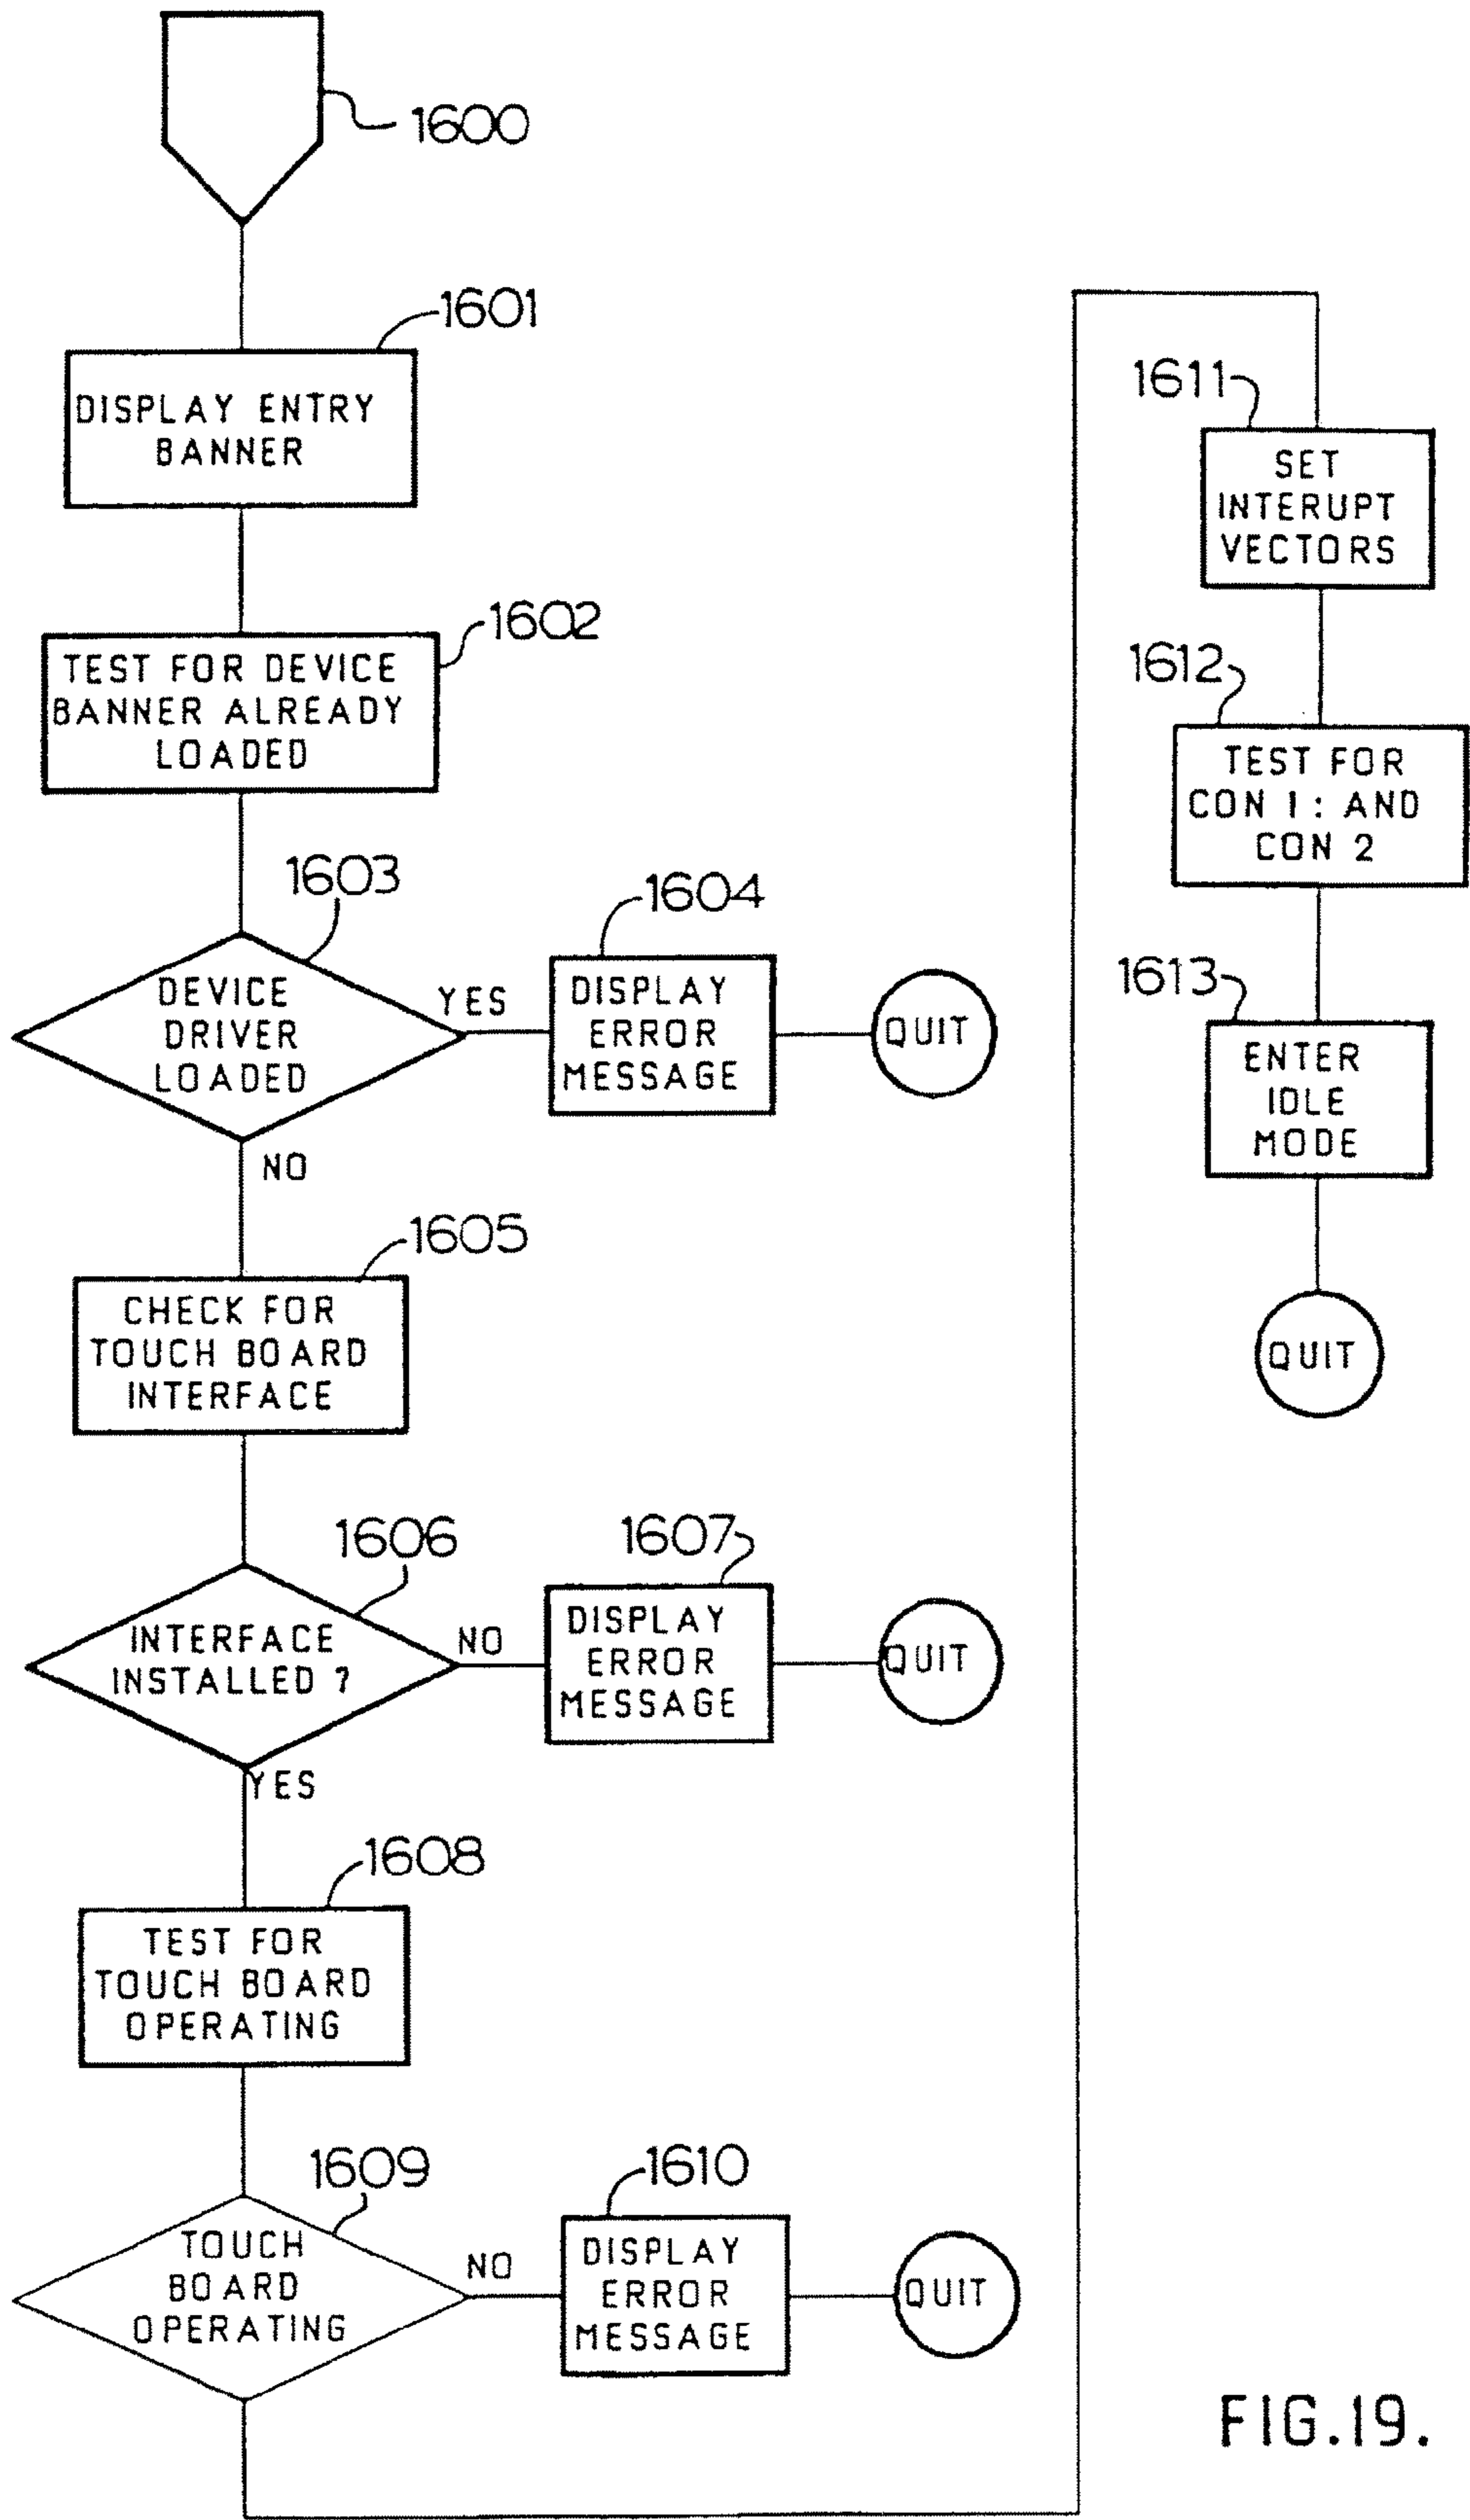 1600
1601
DISPLAY ENTRY
BANNER
1602
TEST FOR DEVICE
BANNER ALREADY
LOADED
1603
DEVICE
DRIVER
LOADED
YES
NO
1604
DISPLAY
ERROR
MESSAGE
QUIT
1605
CHECK FOR
TOUCH BOARD
INTERFACE
1606
INTERFACE
INSTALLED ?
NO
YES
1607
DISPLAY
ERROR
MESSAGE
QUIT
1608
TEST FOR
TOUCH BOARD
OPERATING
1609
TOUCH
BOARD
OPERATING
NO
1610
DISPLAY
ERROR
MESSAGE
QUIT
1611
SET
INTERUPT
VECTORS
1612
TEST FOR
CON 1: AND
CON 2
1613
ENTER
IDLE
MODE
QUIT
FIG.19.